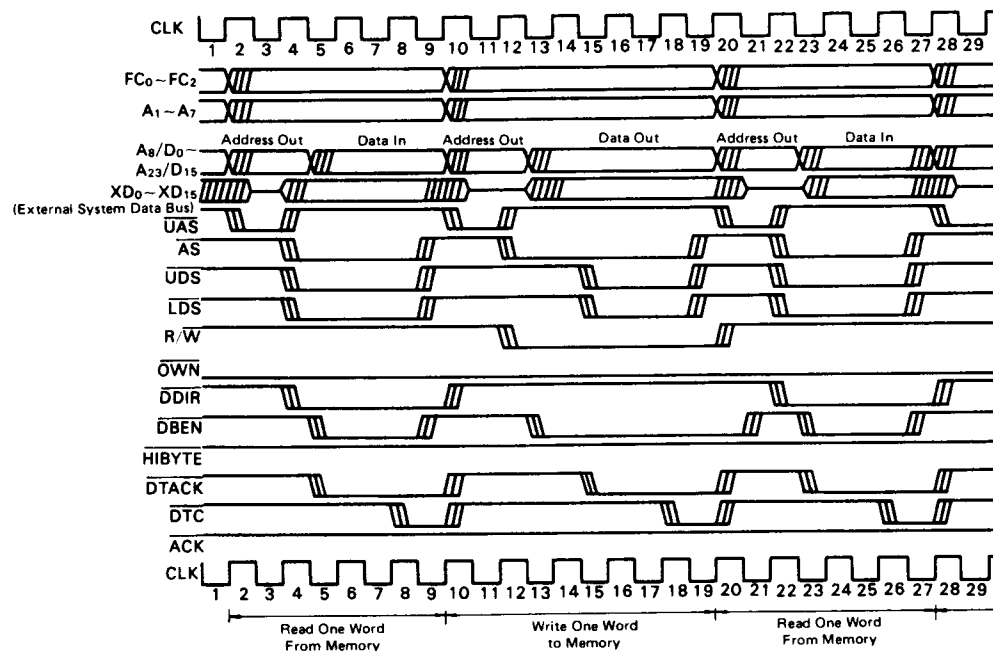 CLK
1 2 3 4 5 6 7 8 9 10 11 12 13 14 15 16 17 18 19 20 21 22 23 24 25 26 27 28 29
FC0~FC2
A1~A7
Address Out Data In Address Out Data Out Address Out Data In
A8/D0~
A23/D15
XD0~XD15
(External System Data Bus)
UAS
AS
UDS
LDS
R/W
OWN
DDIR
DBEN
HIBYTE
DTACK
DTC
ACK
CLK
1 2 3 4 5 6 7 8 9 10 11 12 13 14 15 16 17 18 19 20 21 22 23 24 25 26 27 28 29
Read One Word Write One Word Read One Word
From Memory to Memory From Memory